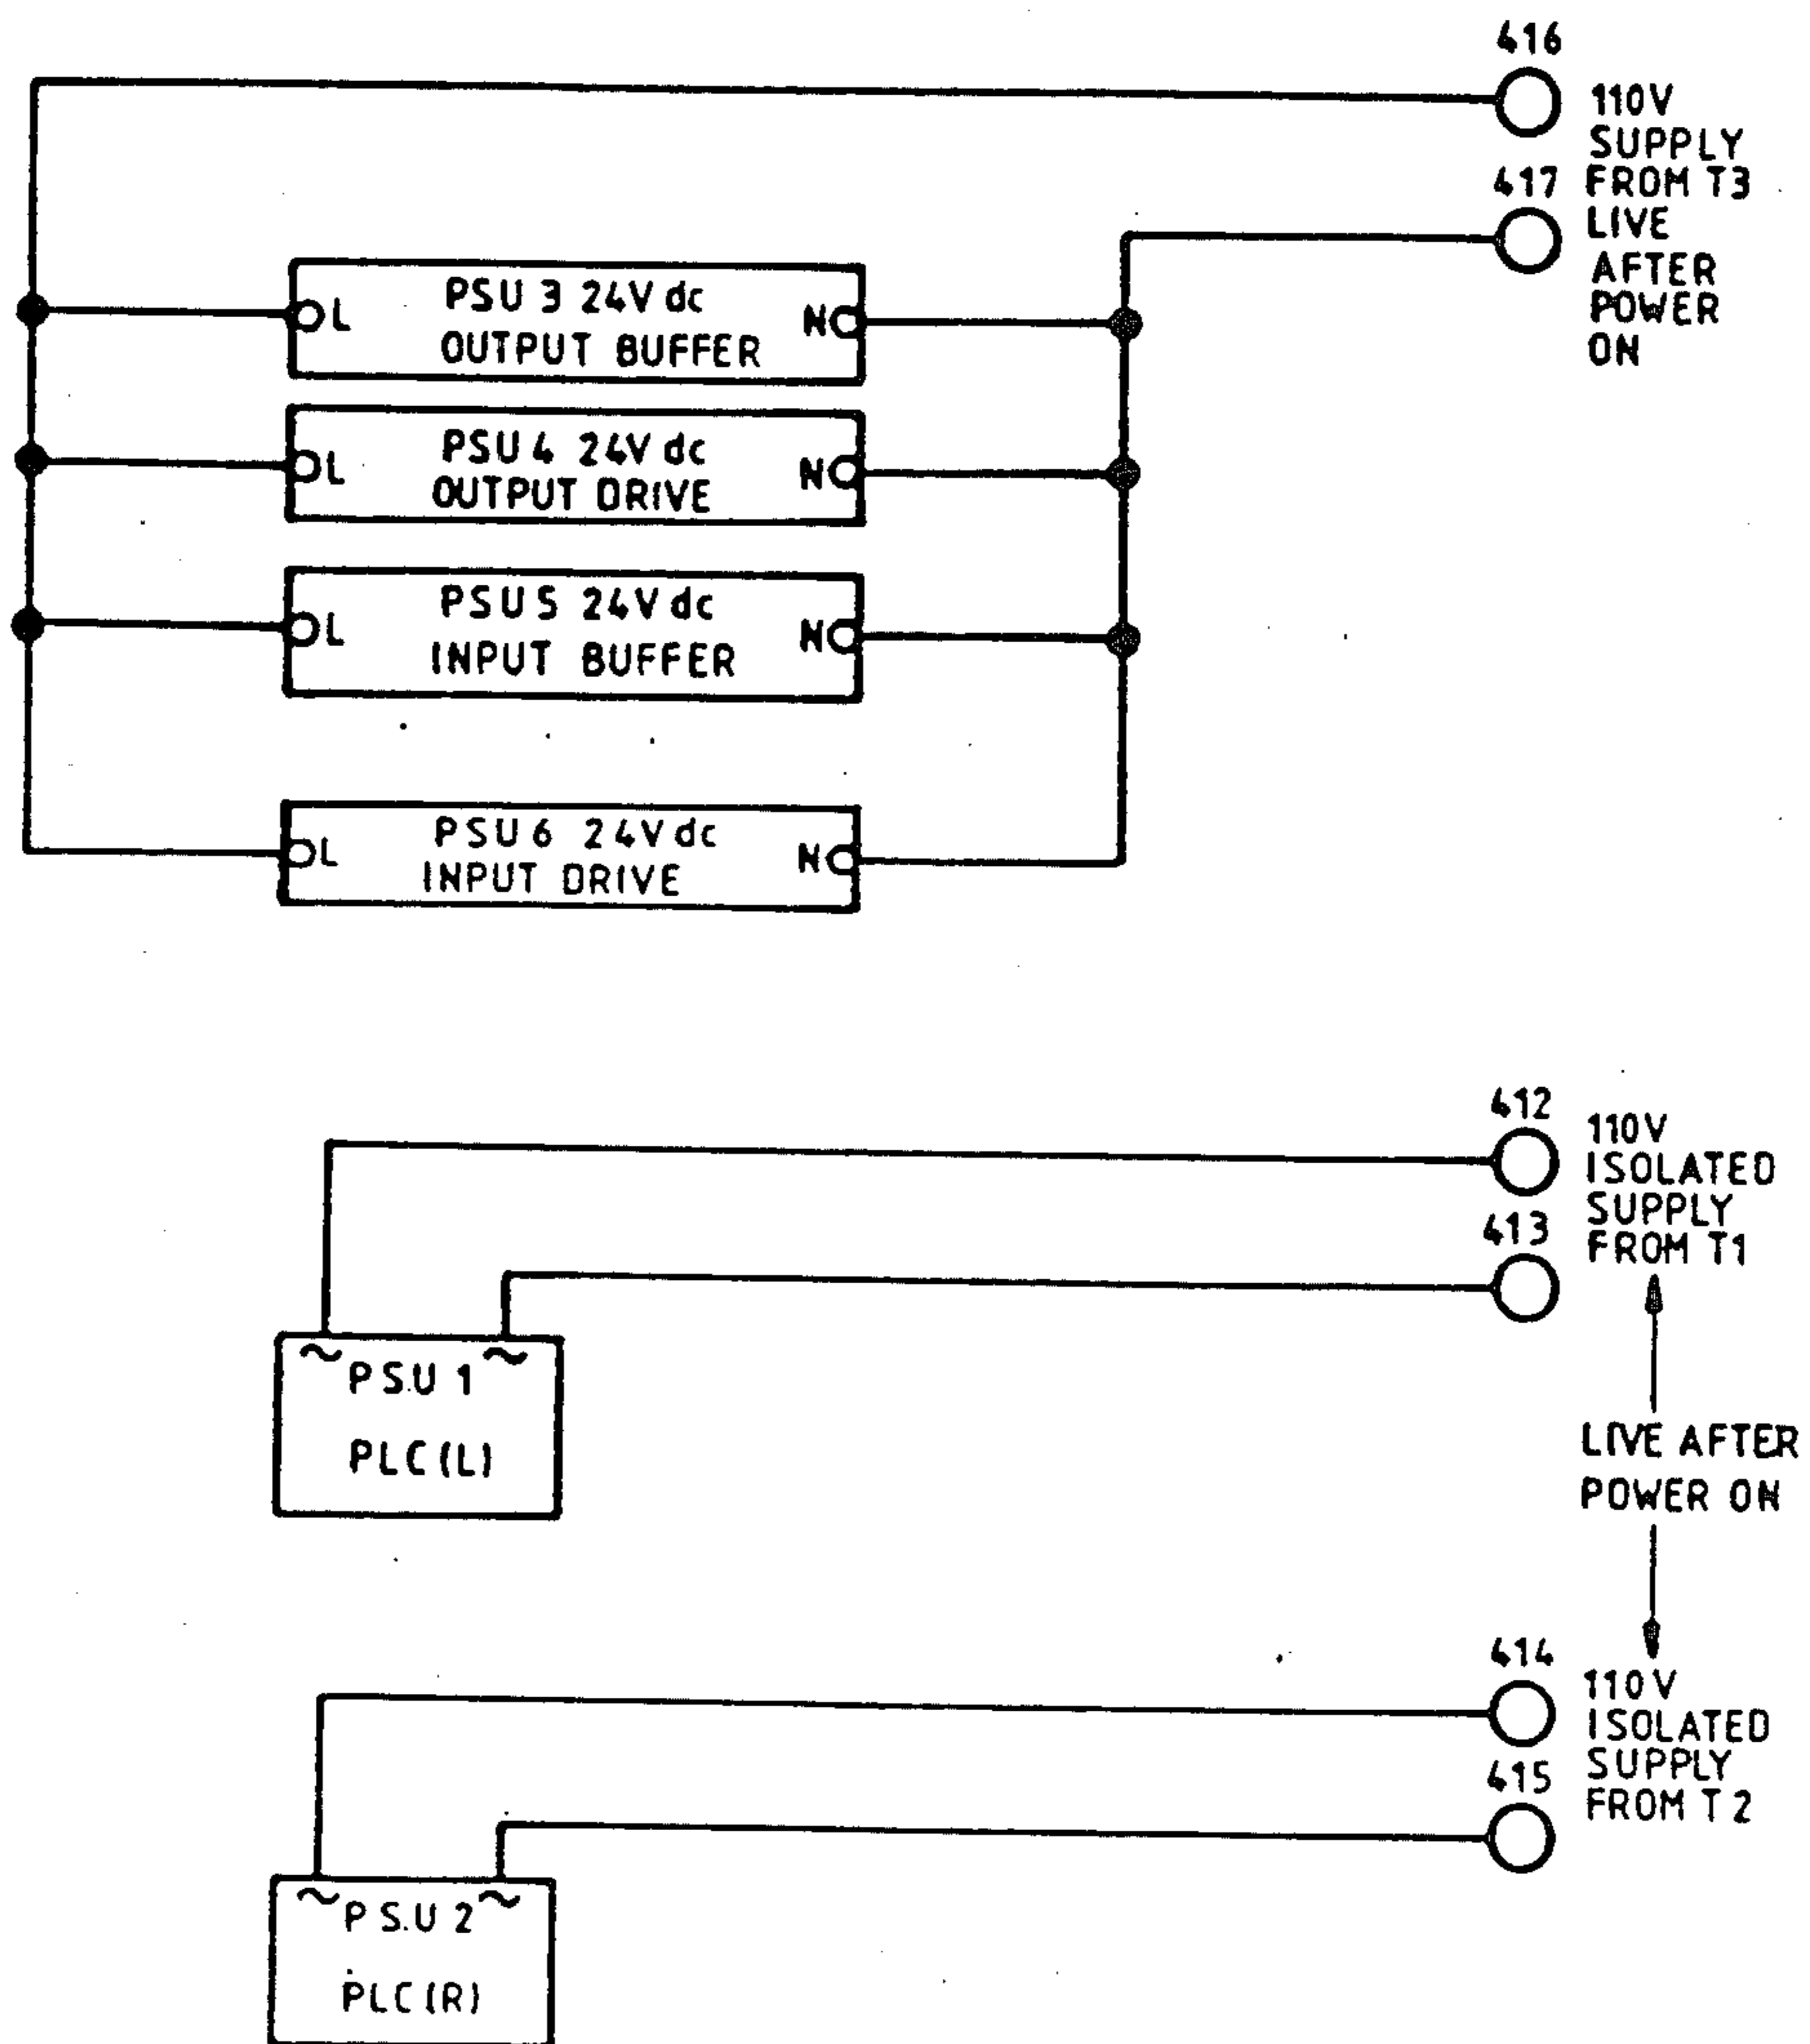 416
110V
SUPPLY
FROM T3
LIVE
AFTER
POWER
ON
417
L
PSU 3 24V dc
OUTPUT BUFFER
N
L
PSU 4 24V dc
OUTPUT DRIVE
N
L
PSU 5 24V dc
INPUT BUFFER
N
L
PSU 6 24V dc
INPUT DRIVE
N
412
110V
ISOLATED
SUPPLY
FROM T1
413
~ P.S.U 1 ~
PLC (L)
LIVE AFTER
POWER ON
414
110V
ISOLATED
SUPPLY
FROM T2
415
~ P S.U 2 ~
PLC (R)